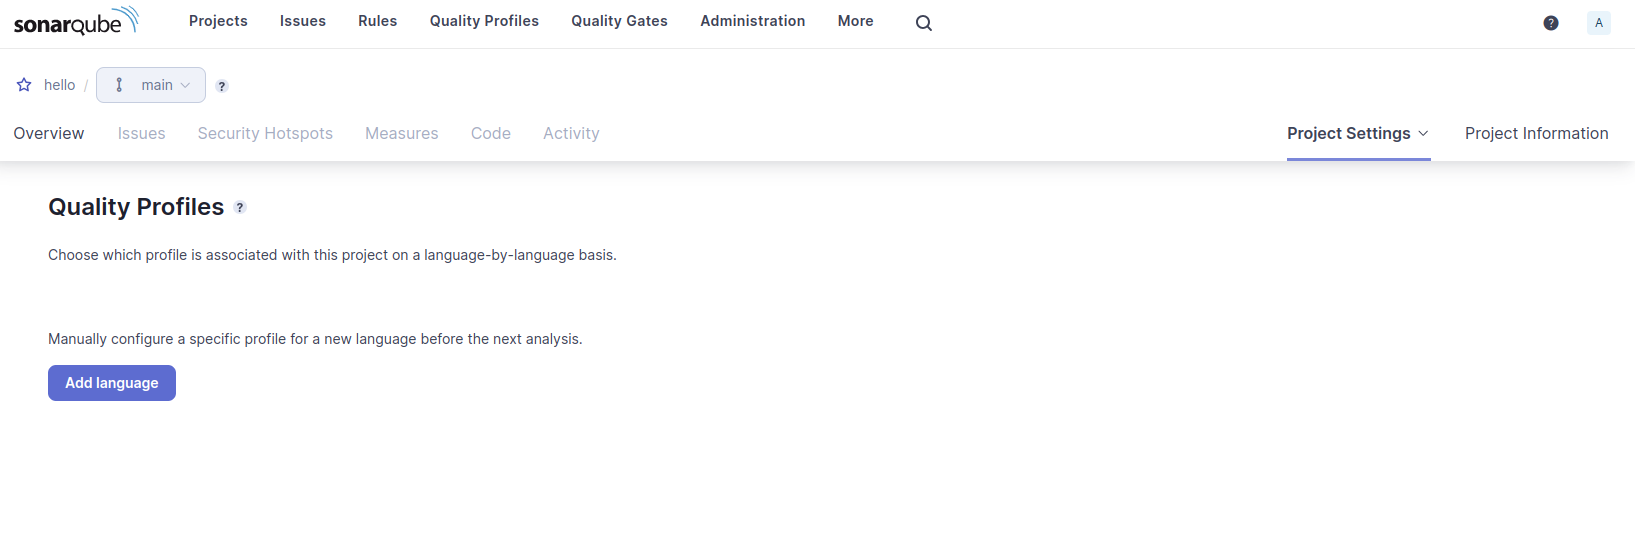 sonarqube Projects Issues Rules Quality Profiles Quality Gates Administration More ? A
hello / main ?
Overview Issues Security Hotspots Measures Code Activity Project Settings Project Information
Quality Profiles ?
Choose which profile is associated with this project on a language-by-language basis.
Manually configure a specific profile for a new language before the next analysis.
Add language